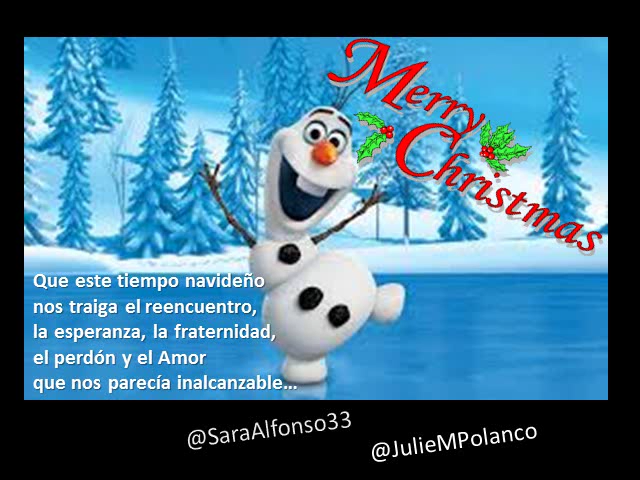 Merry
Christmas
Que este tiempo navideño
nos traiga el reencuentro,
la esperanza, la fraternidad,
el perdón y el Amor
que nos parecía inalcanzable...
@SaraAlfonso33
@JulieMPolanco